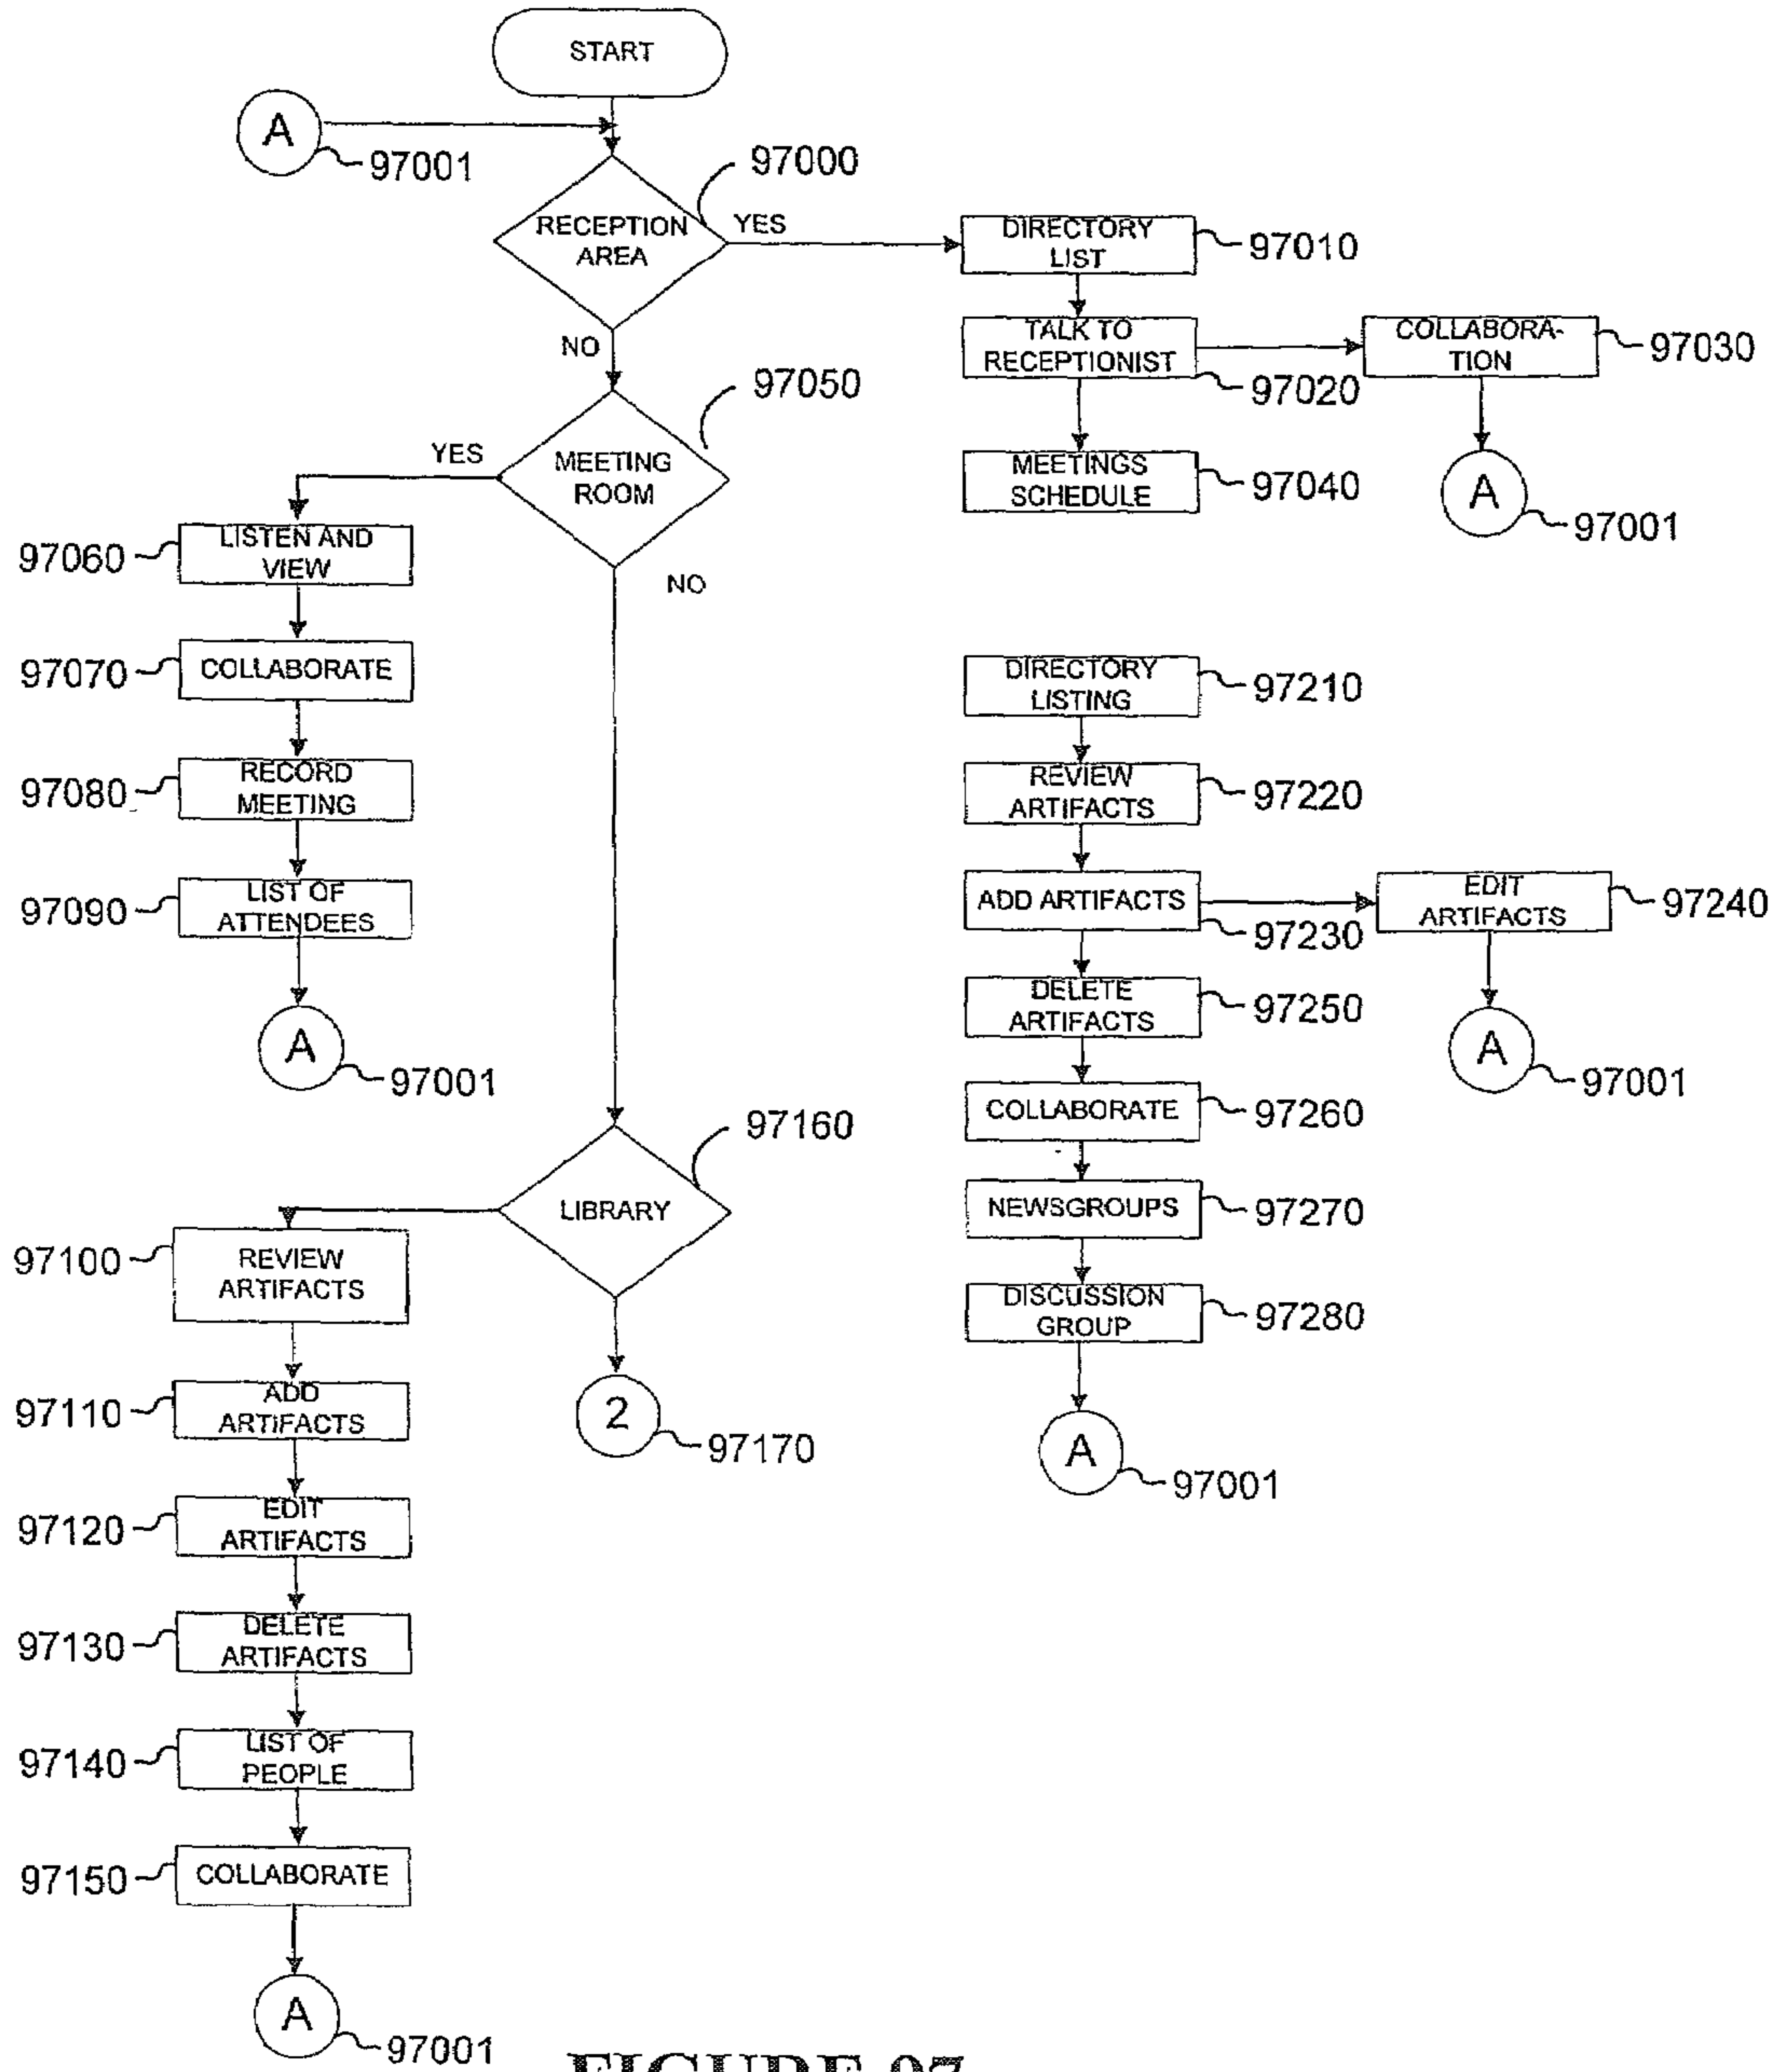 START
A
97001
97000
RECEPTION
AREA
YES
NO
DIRECTORY
LIST
97010
TALK TO
RECEPTIONIST
97020
COLLABORA-
TION
97030
MEETINGS
SCHEDULE
97040
A
97001
97050
MEETING
ROOM
YES
NO
97060
LISTEN AND
VIEW
97070
COLLABORATE
97080
RECORD
MEETING
97090
LIST OF
ATTENDEES
A
97001
97160
LIBRARY
97100
REVIEW
ARTIFACTS
97110
ADD
ARTIFACTS
97120
EDIT
ARTIFACTS
97130
DELETE
ARTIFACTS
97140
LIST OF
PEOPLE
97150
COLLABORATE
A
97001
2
97170
DIRECTORY
LISTING
97210
REVIEW
ARTIFACTS
97220
ADD ARTIFACTS
97230
EDIT
ARTIFACTS
97240
A
97001
DELETE
ARTIFACTS
97250
COLLABORATE
97260
NEWSGROUPS
97270
DISCUSSION
GROUP
97280
A
97001
FIGURE 97